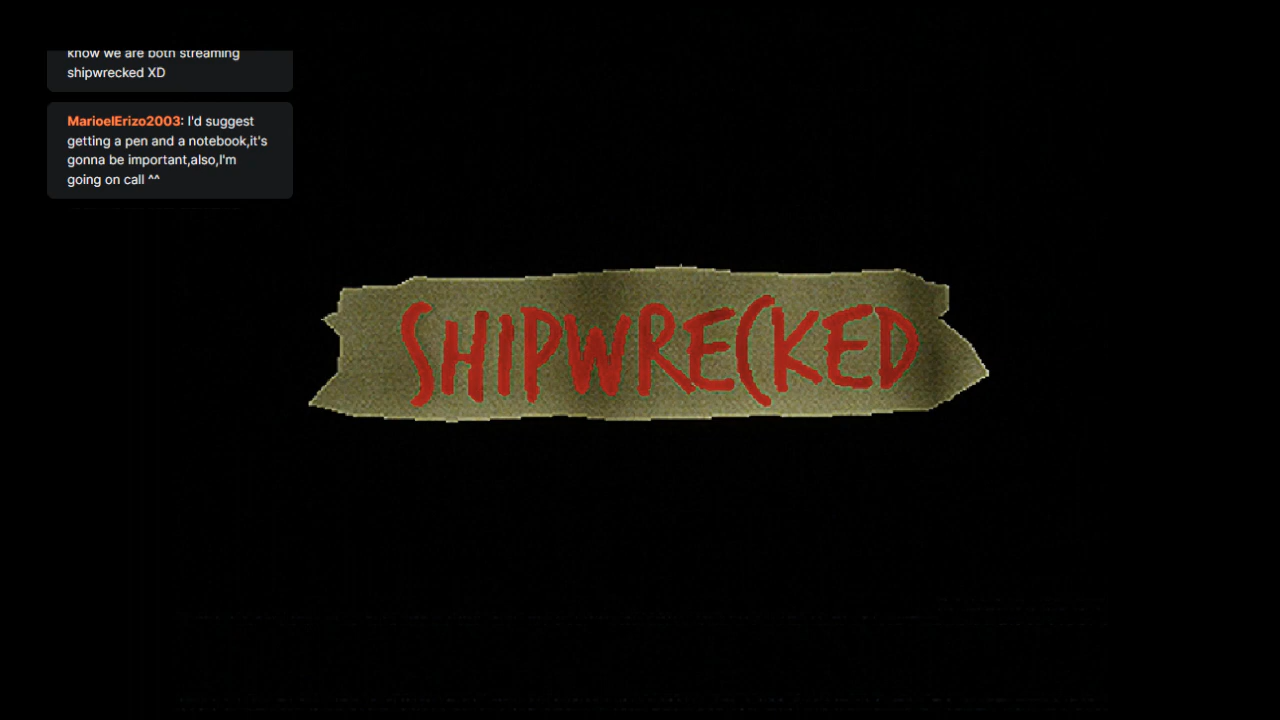 know we are both streaming
shipwrecked XD
MarioelErizo2003: I'd suggest
getting a pen and a notebook,it's
gonna be important,also,I'm
going on call ^^
SHIPWRECKED